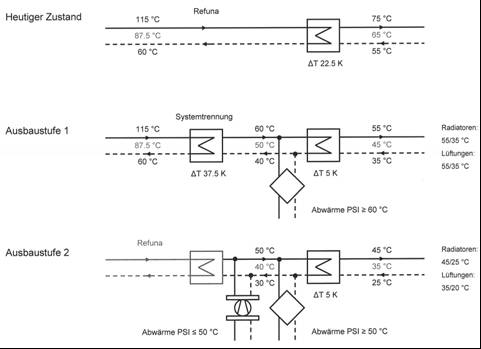 Heutiger Zustand
Refuna
115 °C
75 °C
87.5 °C
65 °C
60 °C
55 °C
ΔT 22.5 K
Systemtrennung
Ausbaustufe 1
115 °C
60 °C
55 °C
Radiatoren:
87.5 °C
50 °C
45 °C
55/35 °C
60 °C
40 °C
35 °C
Lüftungen:
55/35 °C
ΔT 37.5 K
ΔT 5 K
Abwärme PSI ≥ 60 °C
Ausbaustufe 2
Refuna
50 °C
45 °C
Radiatoren:
40 °C
35 °C
45/25 °C
30 °C
25 °C
Lüftungen:
35/20 °C
ΔT 5 K
Abwärme PSI ≤ 50 °C
Abwärme PSI ≥ 50 °C